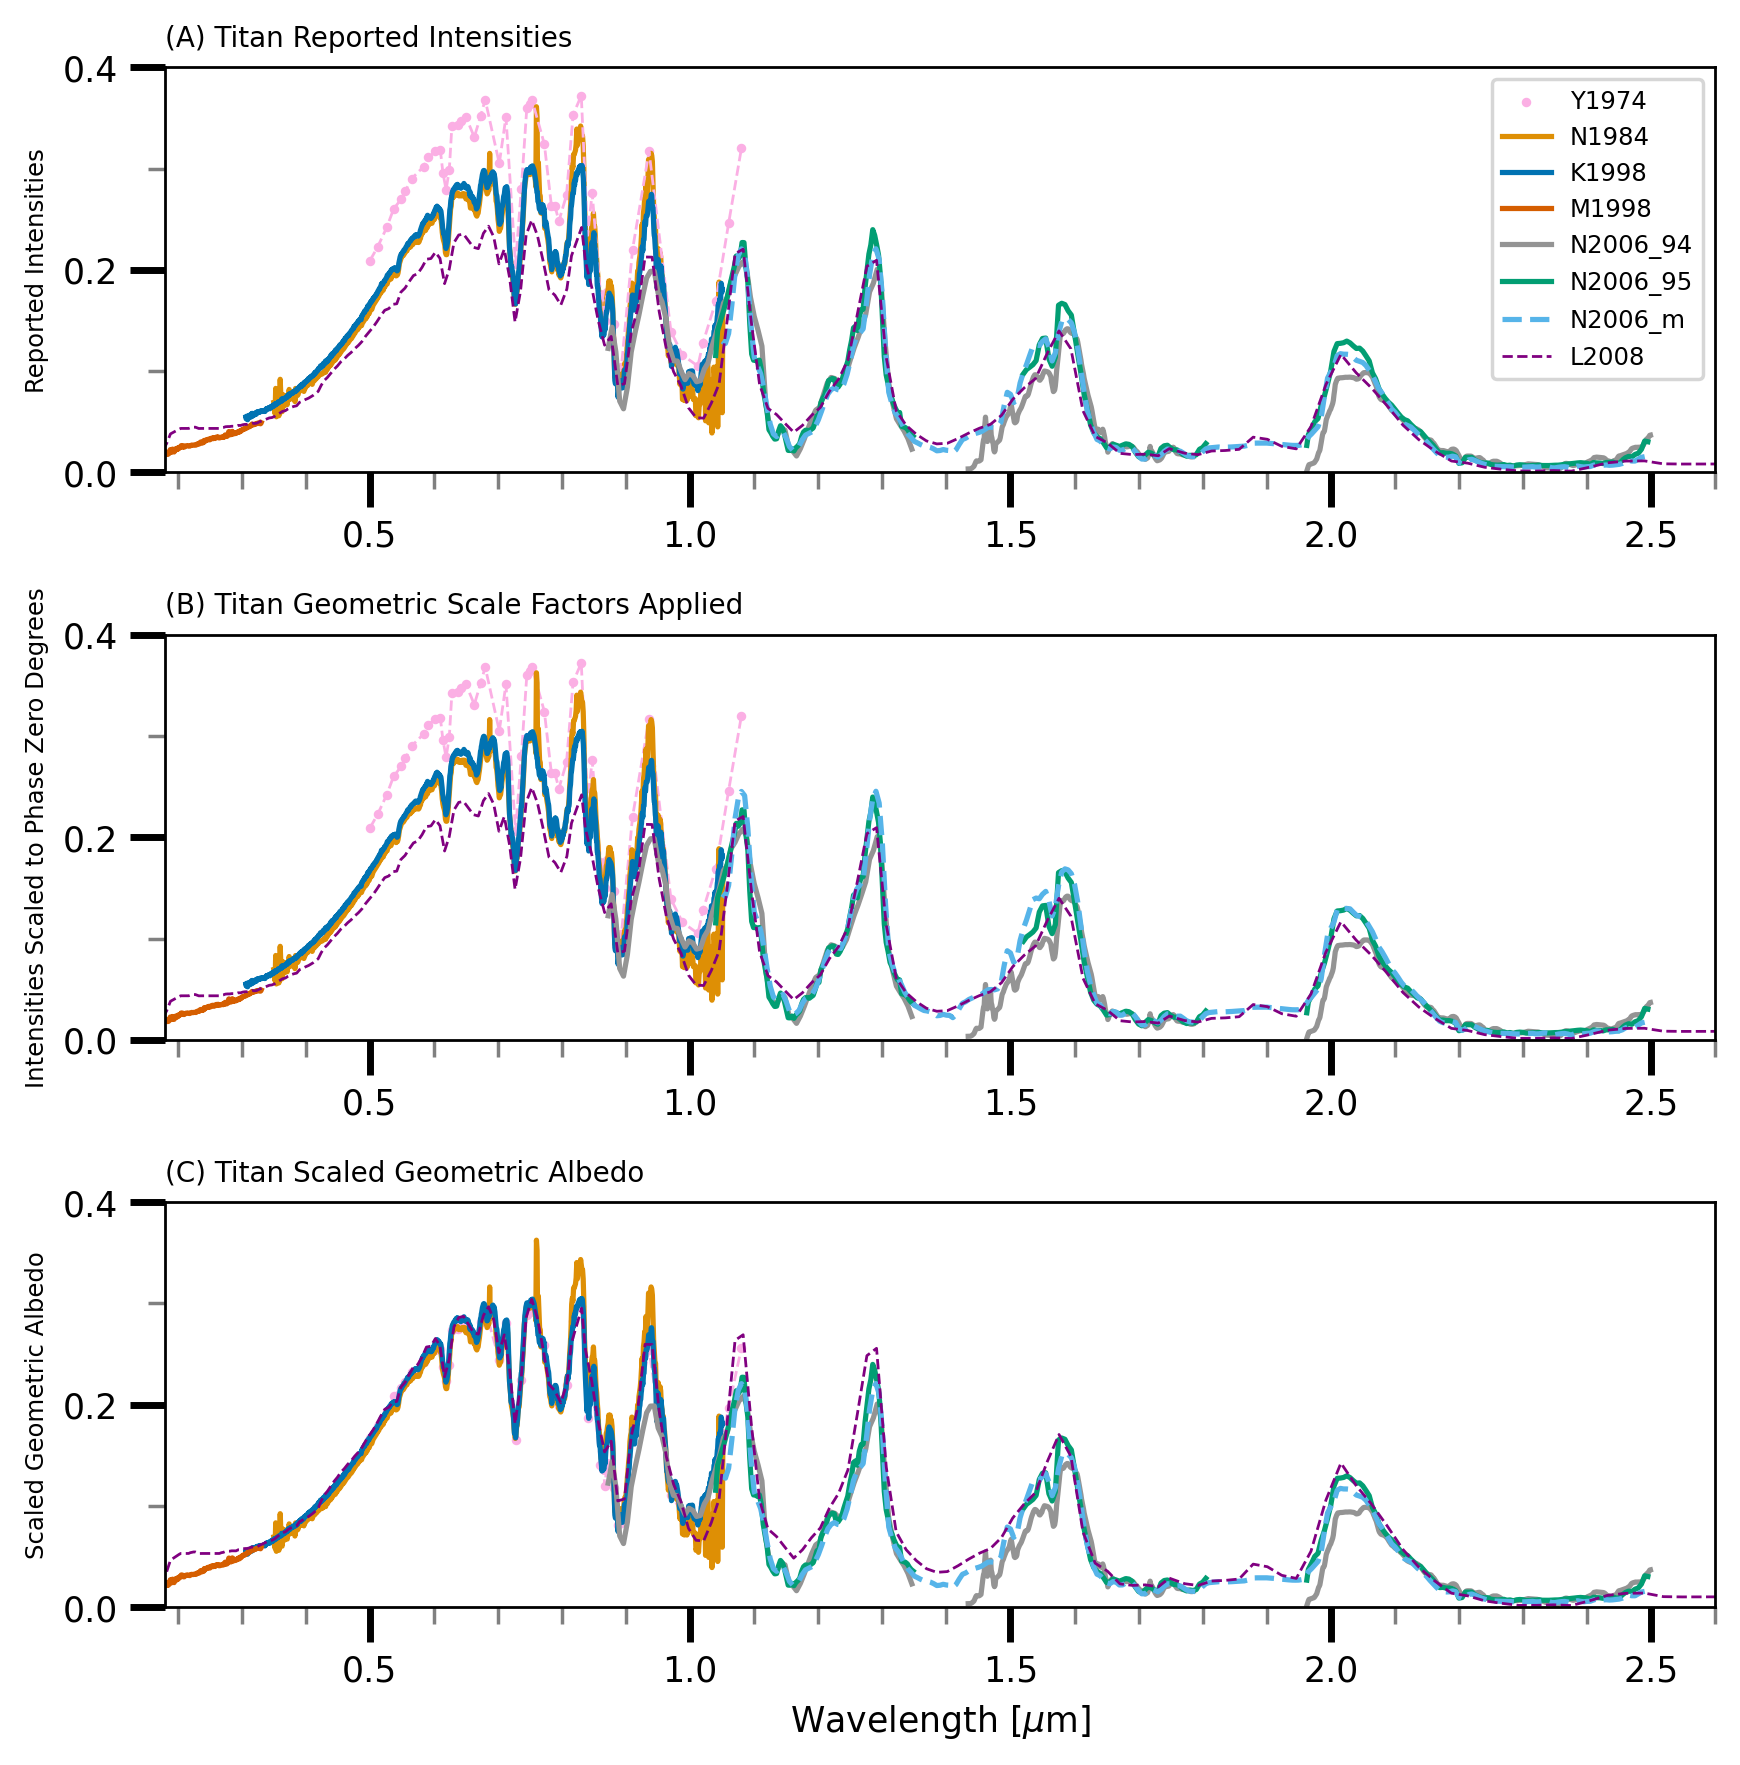 (A) Titan Reported Intensities
Reported Intensities
0.4
0.2
0.0
Y1974
N1984
K1998
M1998
N2006_94
N2006_95
N2006_m
L2008
0.5 1.0 1.5 2.0 2.5
(B) Titan Geometric Scale Factors Applied
Intensities Scaled to Phase Zero Degrees
0.4
0.2
0.0
0.5 1.0 1.5 2.0 2.5
(C) Titan Scaled Geometric Albedo
Scaled Geometric Albedo
0.4
0.2
0.0
0.5 1.0 1.5 2.0 2.5
Wavelength [μm]